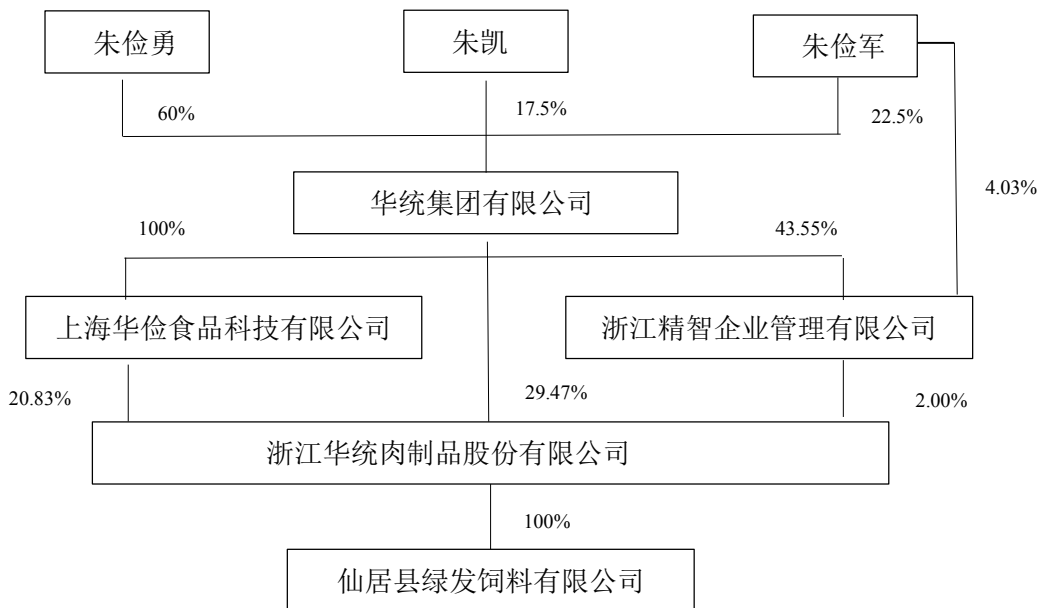 朱俭勇
朱凯
朱俭军
60%
17.5%
22.5%
4.03%
华统集团有限公司
100%
43.55%
上海华俭食品科技有限公司
浙江精智企业管理有限公司
20.83%
29.47%
2.00%
浙江华统肉制品股份有限公司
100%
仙居县绿发饲料有限公司